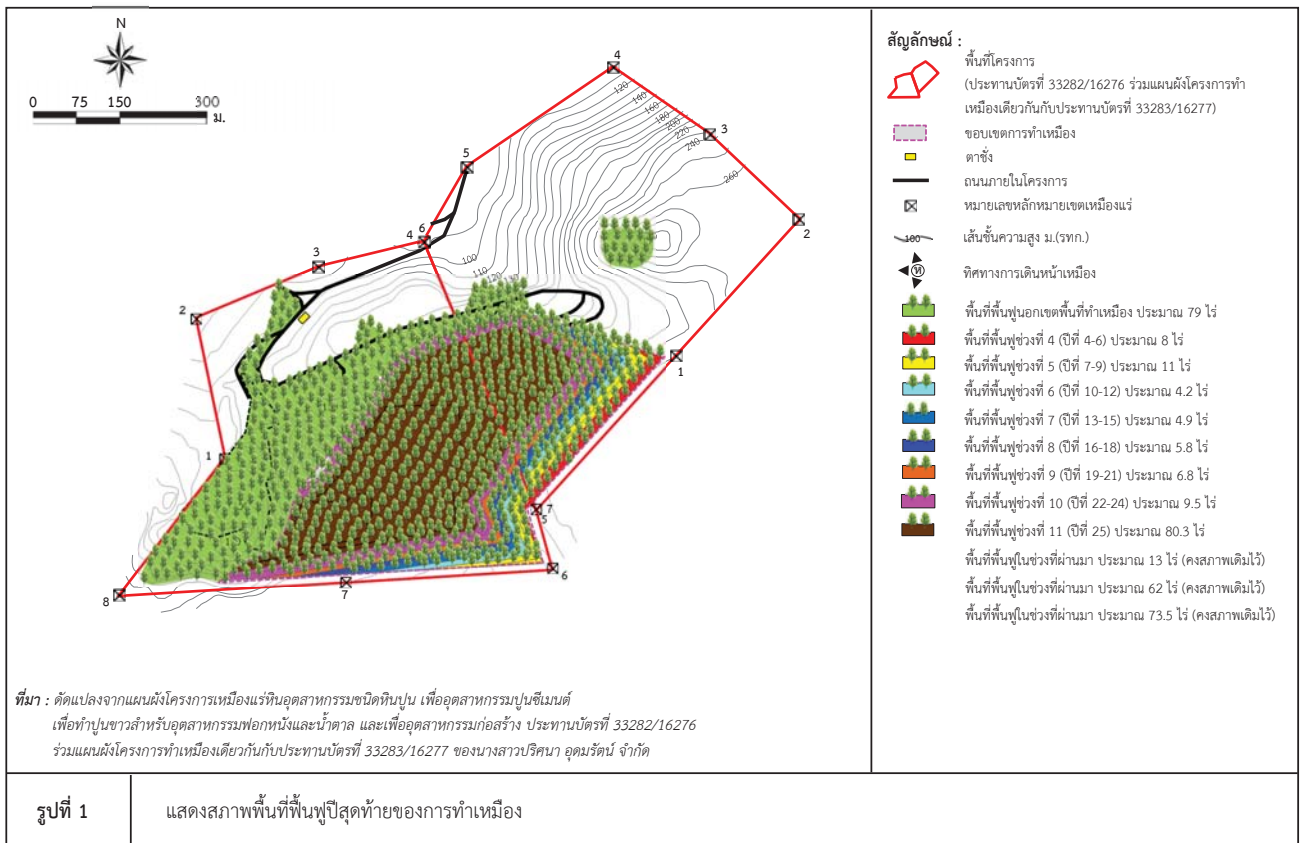 N
0 75 150 300
ม.
4
3
2
1
5
6
4
3
2
1
8
7
6
7
5
120
140
160
180
200
220
240
260
100
110
120
สัญลักษณ์ :
พื้นที่โครงการ
(ประทานบัตรที่ 33282/16276 ร่วมแผนผังโครงการทำ
เหมืองเดียวกันกับประทานบัตรที่ 33283/16277)
ขอบเขตการทำเหมือง
ตาชั่ง
ถนนภายในโครงการ
หมายเลขหลักหมายเขตเหมืองแร่
100 เส้นชั้นความสูง ม.(รทก.)
ห ทิศทางการเดินหน้าเหมือง
พื้นที่ฟื้นฟูนอกเขตพื้นที่ทำเหมือง ประมาณ 79 ไร่
พื้นที่ฟื้นฟูช่วงที่ 4 (ปีที่ 4-6) ประมาณ 8 ไร่
พื้นที่ฟื้นฟูช่วงที่ 5 (ปีที่ 7-9) ประมาณ 11 ไร่
พื้นที่ฟื้นฟูช่วงที่ 6 (ปีที่ 10-12) ประมาณ 4.2 ไร่
พื้นที่ฟื้นฟูช่วงที่ 7 (ปีที่ 13-15) ประมาณ 4.9 ไร่
พื้นที่ฟื้นฟูช่วงที่ 8 (ปีที่ 16-18) ประมาณ 5.8 ไร่
พื้นที่ฟื้นฟูช่วงที่ 9 (ปีที่ 19-21) ประมาณ 6.8 ไร่
พื้นที่ฟื้นฟูช่วงที่ 10 (ปีที่ 22-24) ประมาณ 9.5 ไร่
พื้นที่ฟื้นฟูช่วงที่ 11 (ปีที่ 25) ประมาณ 80.3 ไร่
พื้นที่ฟื้นฟูในช่วงที่ผ่านมา ประมาณ 13 ไร่ (คงสภาพเดิมไว้)
พื้นที่ฟื้นฟูในช่วงที่ผ่านมา ประมาณ 62 ไร่ (คงสภาพเดิมไว้)
พื้นที่ฟื้นฟูในช่วงที่ผ่านมา ประมาณ 73.5 ไร่ (คงสภาพเดิมไว้)
ที่มา : ดัดแปลงจากแผนผังโครงการเหมืองแร่หินอุตสาหกรรมชนิดหินปูน เพื่ออุตสาหกรรมปูนซีเมนต์
เพื่อทำปูนขาวสำหรับอุตสาหกรรมฟอกหนังและน้ำตาล และเพื่ออุตสาหกรรมก่อสร้าง ประทานบัตรที่ 33282/16276
ร่วมแผนผังโครงการทำเหมืองเดียวกันกับประทานบัตรที่ 33283/16277 ของนางสาวปริศนา อุดมรัตน์ จำกัด
รูปที่ 1 แสดงสภาพพื้นที่ฟื้นฟูปีสุดท้ายของการทำเหมือง